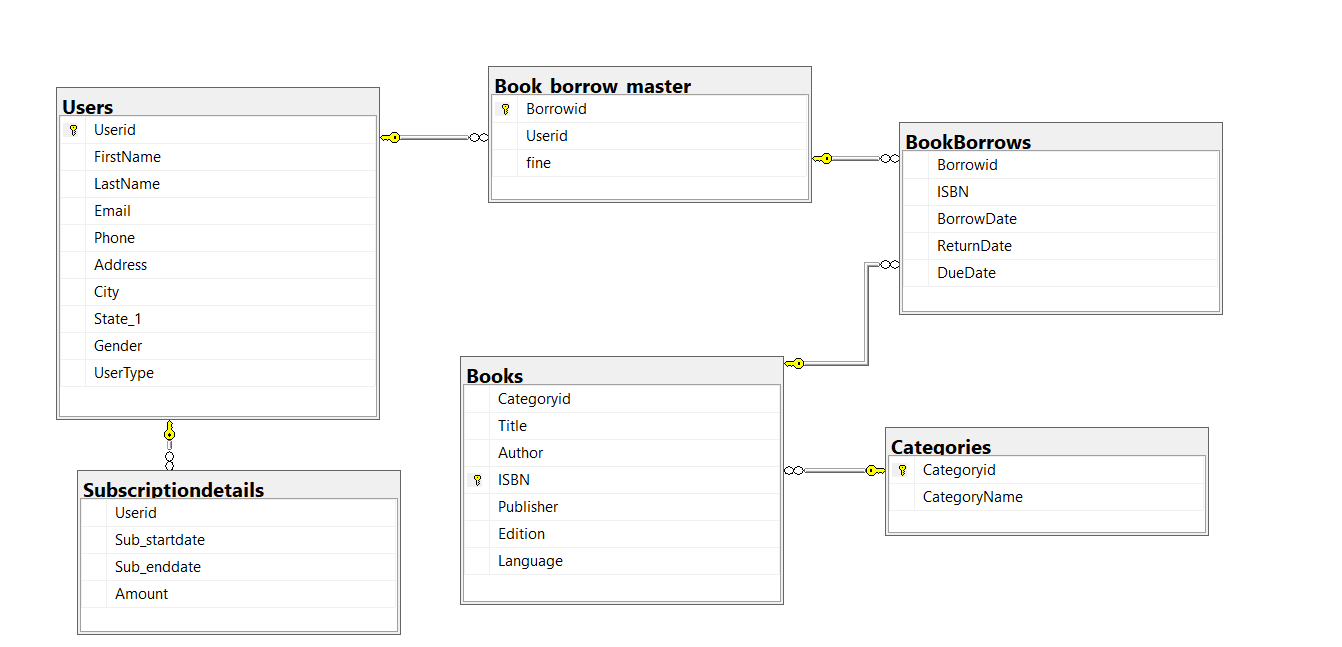 Users
Userid
FirstName
LastName
Email
Phone
Address
City
State_1
Gender
UserType
Book_borrow_master
Borrowid
Userid
fine
BookBorrows
Borrowid
ISBN
BorrowDate
ReturnDate
DueDate
Books
Categoryid
Title
Author
ISBN
Publisher
Edition
Language
Categories
Categoryid
CategoryName
Subscriptiondetails
Userid
Sub_startdate
Sub_enddate
Amount